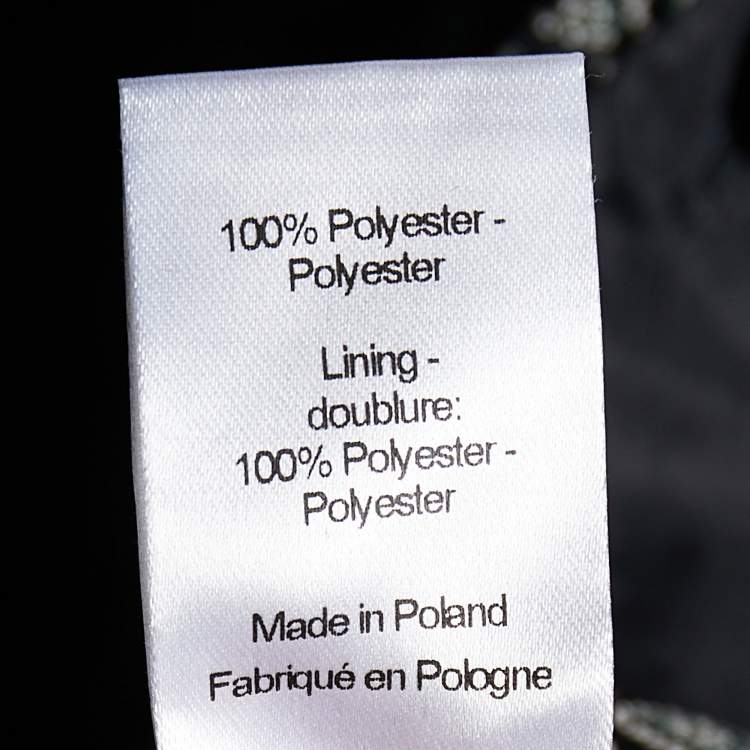 100% Polyester -
Polyester
Lining -
doublure:
100% Polyester -
Polyester
Made in Poland
Fabriqué en Pologne